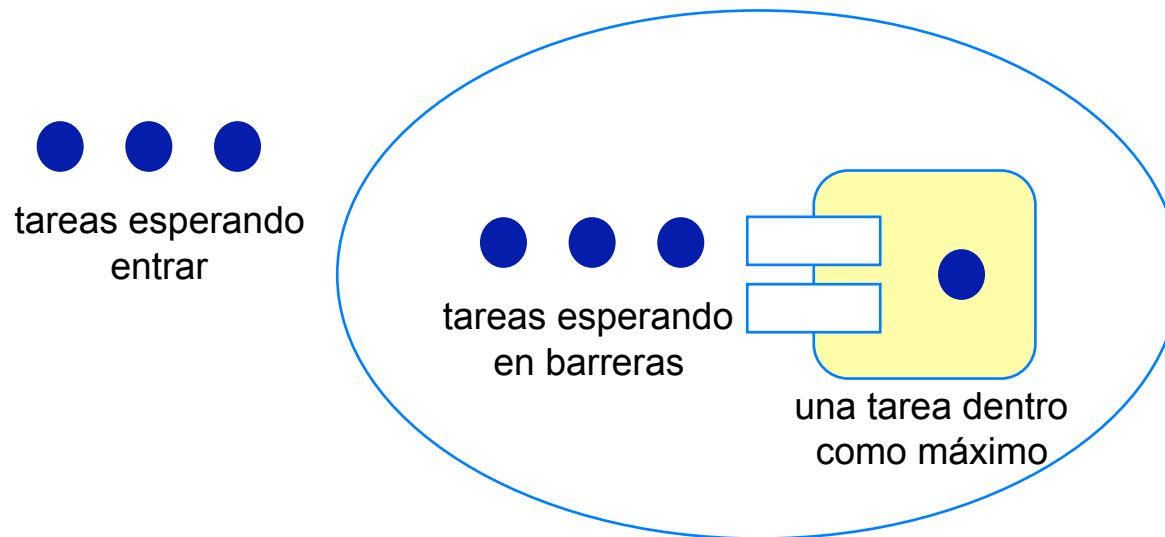 tareas esperando
entrar
tareas esperando
en barreras
una tarea dentro
como máximo